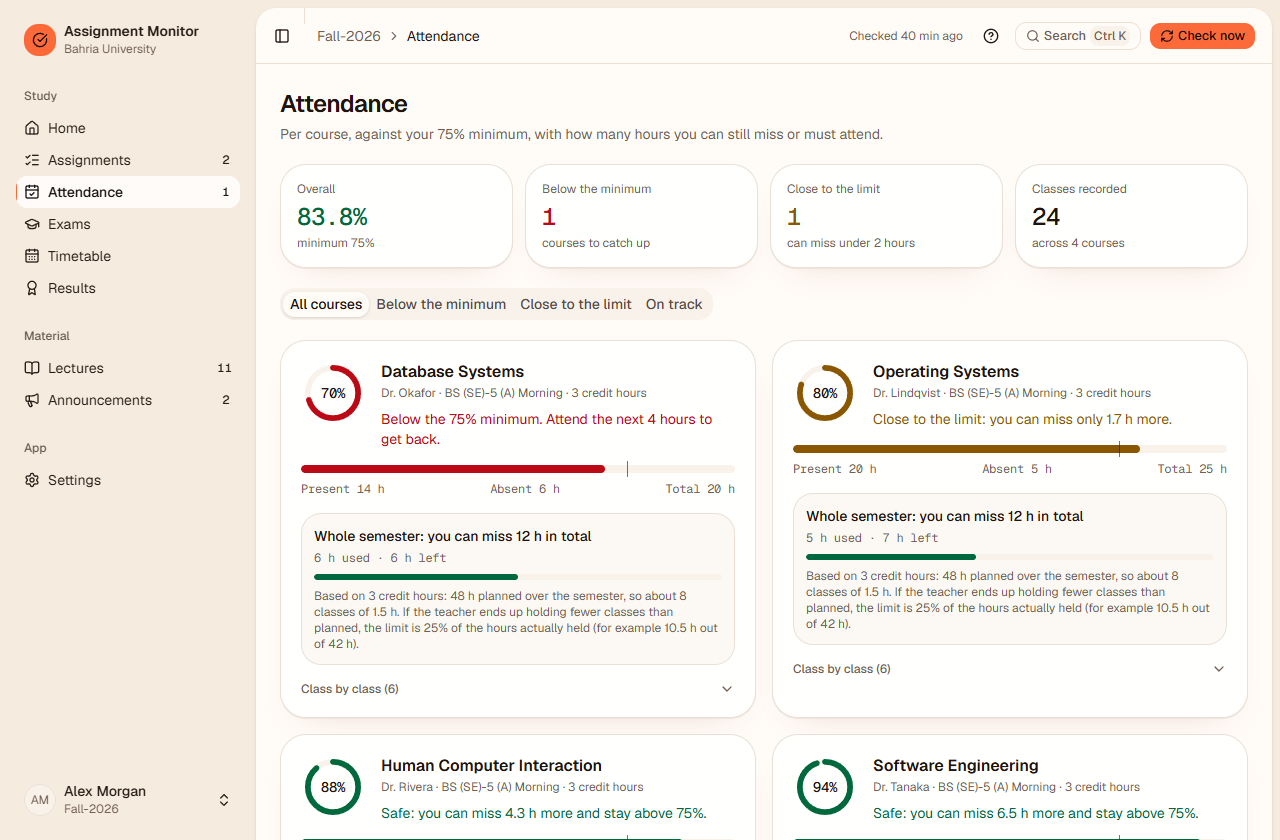 Assignment Monitor
Bahria University
Study
Home
Assignments 2
Attendance 1
Exams
Timetable
Results
Material
Lectures 11
Announcements 2
App
Settings
AM
Alex Morgan
Fall-2026
Fall-2026 > Attendance
Checked 40 min ago
Search Ctrl K
Check now
Attendance
Per course, against your 75% minimum, with how many hours you can still miss or must attend.
Overall
83.8%
minimum 75%
Below the minimum
1
courses to catch up
Close to the limit
1
can miss under 2 hours
Classes recorded
24
across 4 courses
All courses Below the minimum Close to the limit On track
70%
Database Systems
Dr. Okafor · BS (SE)-5 (A) Morning · 3 credit hours
Below the 75% minimum. Attend the next 4 hours to
get back.
Present 14 h Absent 6 h Total 20 h
Whole semester: you can miss 12 h in total
6 h used · 6 h left
Based on 3 credit hours: 48 h planned over the semester, so about 8
classes of 1.5 h. If the teacher ends up holding fewer classes than
planned, the limit is 25% of the hours actually held (for example 10.5 h out
of 42 h).
Class by class (6)
80%
Operating Systems
Dr. Lindqvist · BS (SE)-5 (A) Morning · 3 credit hours
Close to the limit: you can miss only 1.7 h more.
Present 20 h Absent 5 h Total 25 h
Whole semester: you can miss 12 h in total
5 h used · 7 h left
Based on 3 credit hours: 48 h planned over the semester, so about 8
classes of 1.5 h. If the teacher ends up holding fewer classes than
planned, the limit is 25% of the hours actually held (for example 10.5 h out
of 42 h).
Class by class (6)
88%
Human Computer Interaction
Dr. Rivera · BS (SE)-5 (A) Morning · 3 credit hours
Safe: you can miss 4.3 h more and stay above 75%.
94%
Software Engineering
Dr. Tanaka · BS (SE)-5 (A) Morning · 3 credit hours
Safe: you can miss 6.5 h more and stay above 75%.